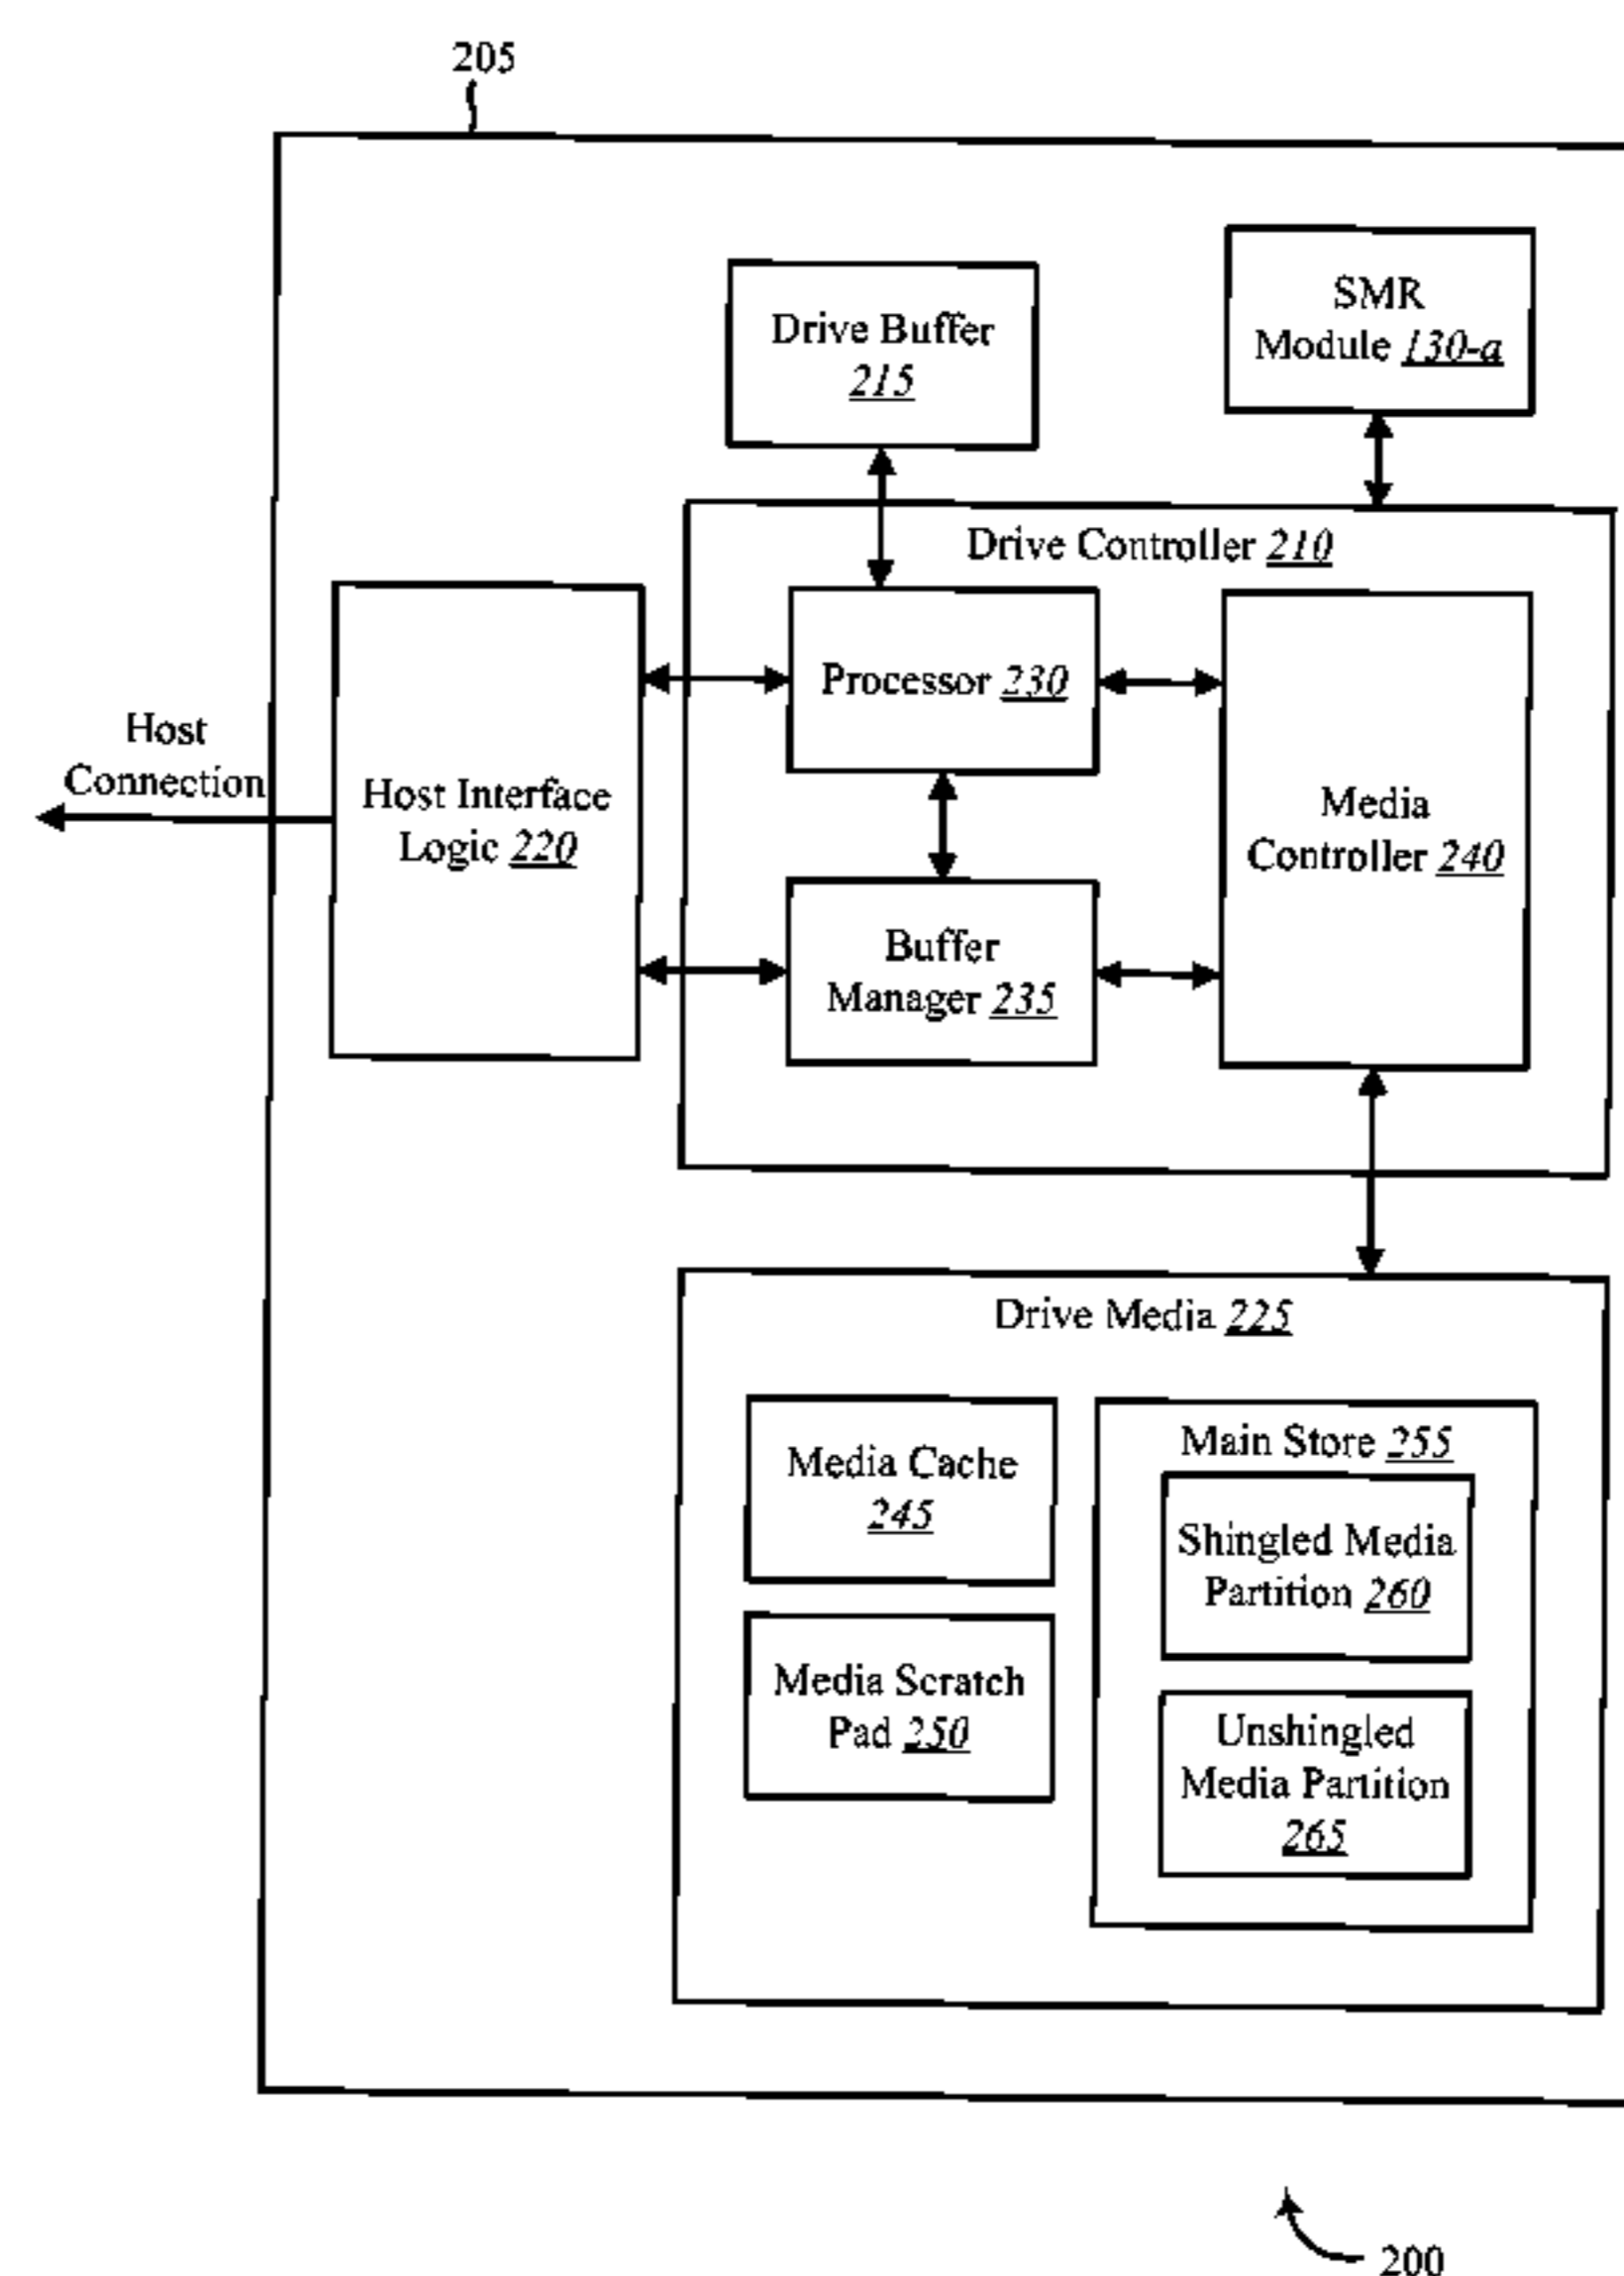 205
Drive Buffer
215
SMR
Module 130-a
Drive Controller 210
Processor 230
Host
Connection
Host Interface
Logic 220
Media
Controller 240
Buffer
Manager 235
Drive Media 225
Media Cache
245
Main Store 255
Shingled Media
Partition 260
Media Scratch
Pad 250
Unshingled
Media Partition
265
200